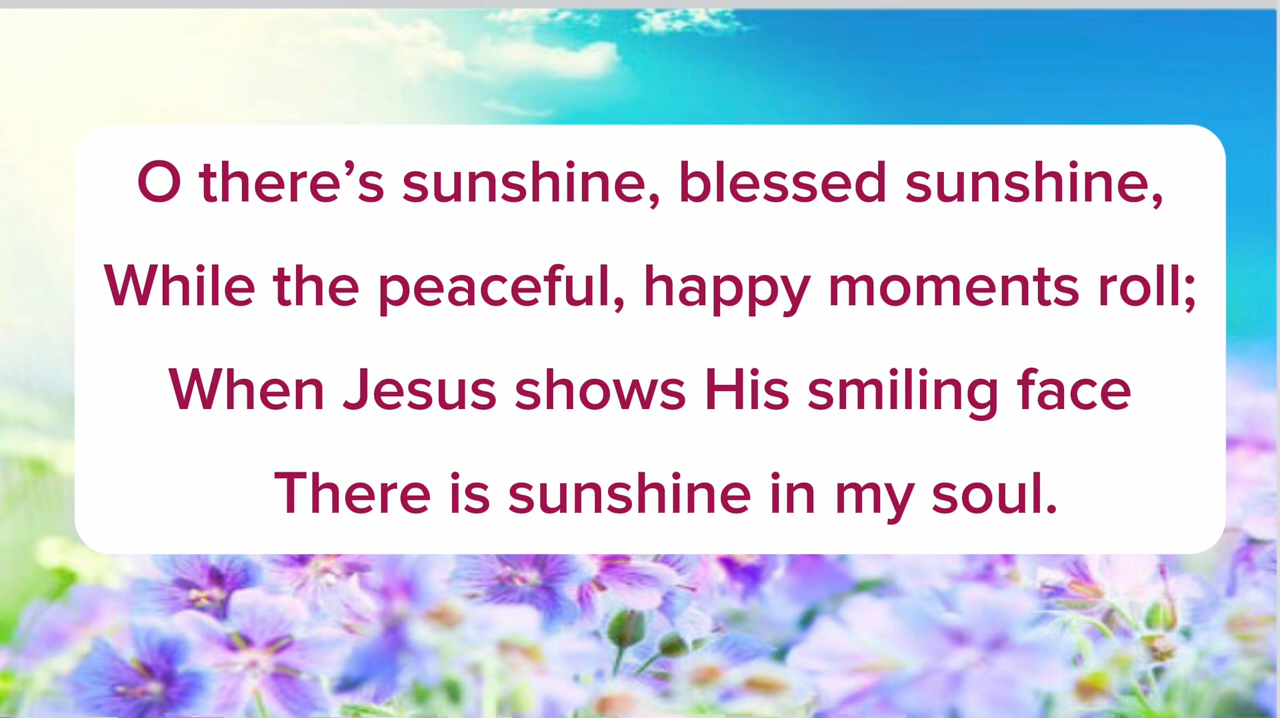 O there’s sunshine, blessed sunshine,
While the peaceful, happy moments roll;
When Jesus shows His smiling face
There is sunshine in my soul.